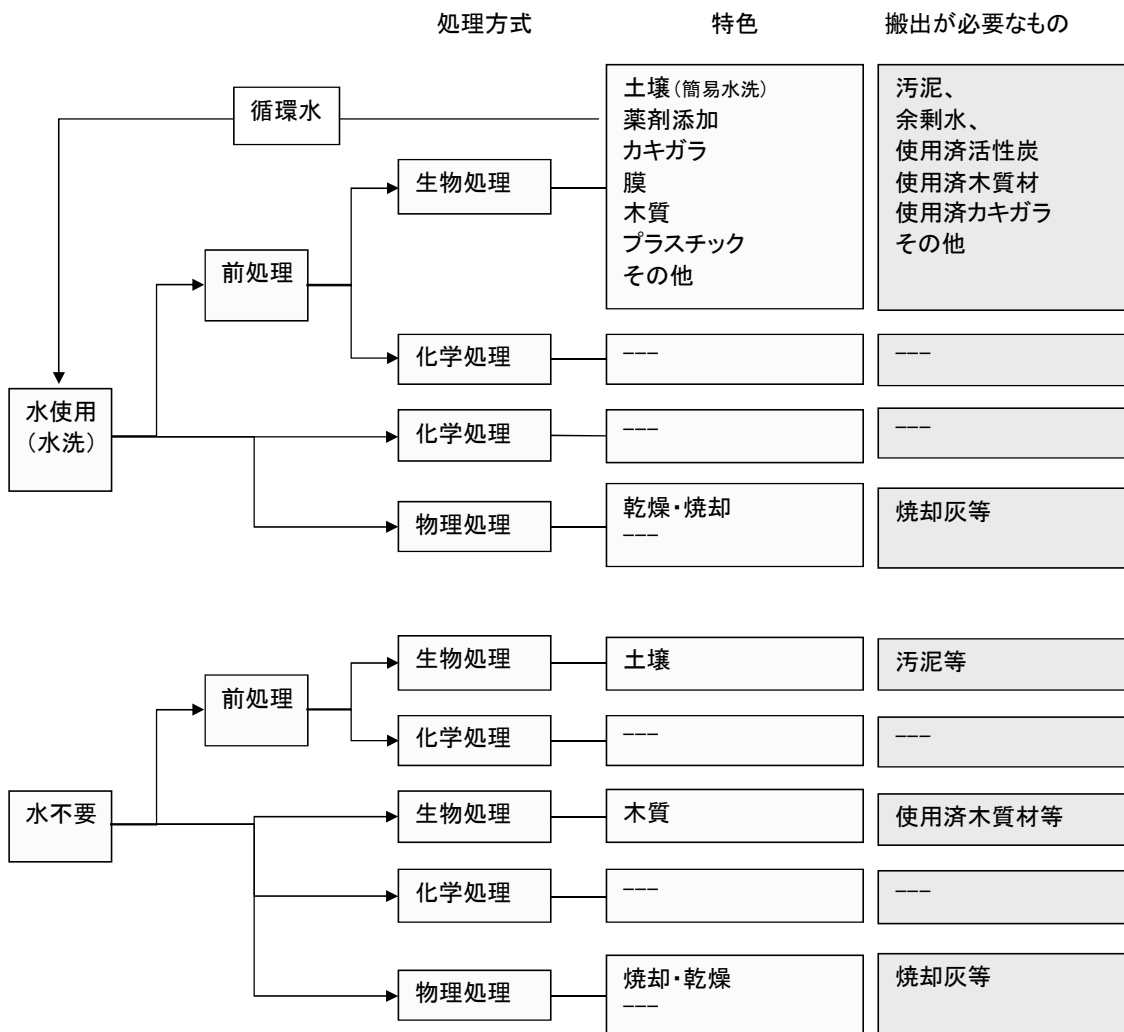 処理方式 特色 搬出が必要なもの
循環水
土壌(簡易水洗)
薬剤添加
カキガラ
膜
木質
プラスチック
その他
汚泥、
余剰水、
使用済活性炭
使用済木質材
使用済カキガラ
その他
生物処理
前処理
化学処理 --- ---
水使用
(水洗)
化学処理 --- ---
物理処理
乾燥・焼却
---
焼却灰等
生物処理 土壌 汚泥等
前処理
化学処理 --- ---
水不要
生物処理 木質 使用済木質材等
化学処理 --- ---
物理処理
焼却・乾燥
---
焼却灰等